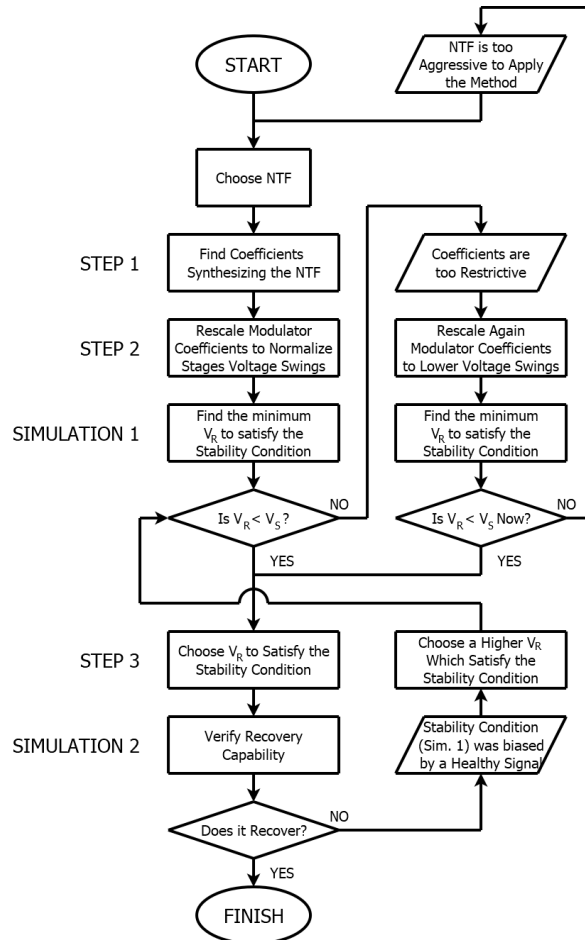 START
NTF is too
Aggressive to Apply
the Method
Choose NTF
STEP 1
Find Coefficients
Synthesizing the NTF
Coefficients are
too Restrictive
STEP 2
Rescale Modulator
Coefficients to Normalize
Stages Voltage Swings
Rescale Again
Modulator Coefficients
to Lower Voltage Swings
SIMULATION 1
Find the minimum
VR to satisfy the
Stability Condition
Find the minimum
VR to satisfy the
Stability Condition
Is VR < VS ?
NO
YES
Is VR < VS Now?
NO
YES
STEP 3
Choose VR to Satisfy the
Stability Condition
Choose a Higher VR
Which Satisfy the
Stability Condition
SIMULATION 2
Verify Recovery
Capability
Stability Condition
(Sim. 1) was biased
by a Healthy Signal
Does it Recover?
NO
YES
FINISH